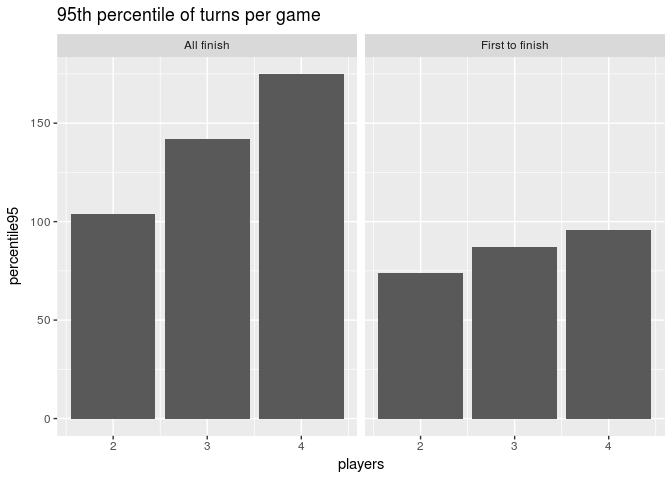 95th percentile of turns per game
All finish
First to finish
percentile95
150
100
50
0
2
3
4
2
3
4
players